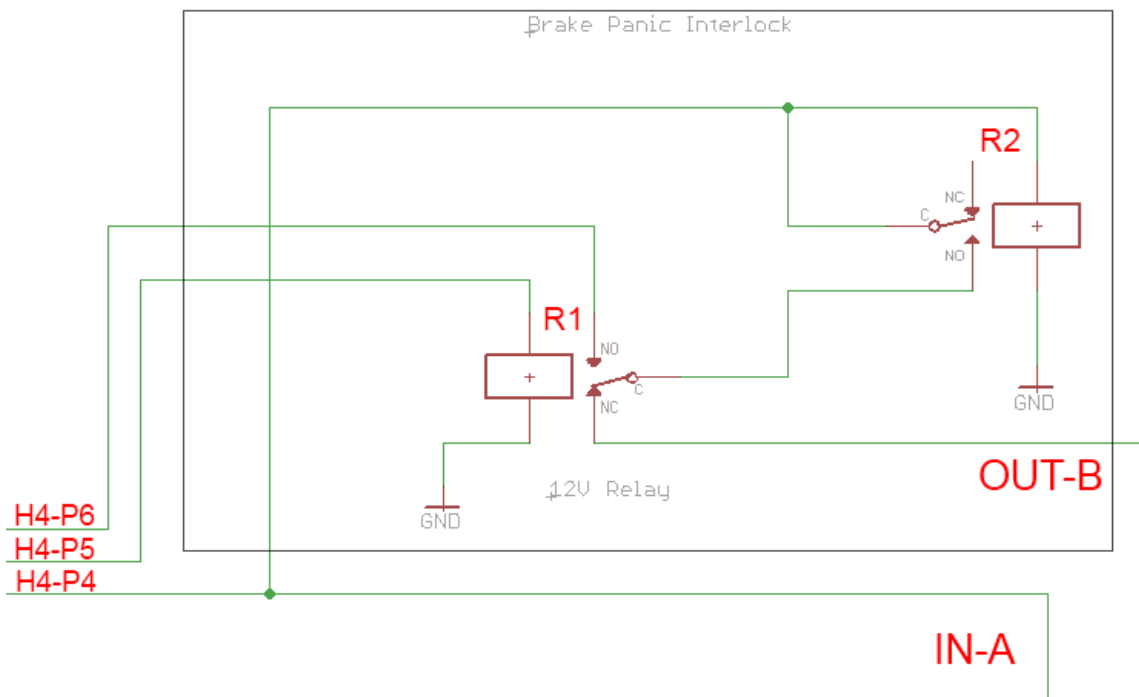 Brake Panic Interlock
R2
NC
C
NO
R1
NO
C
NC
GND
OUT-B
12V Relay
GND
H4-P6
H4-P5
H4-P4
IN-A